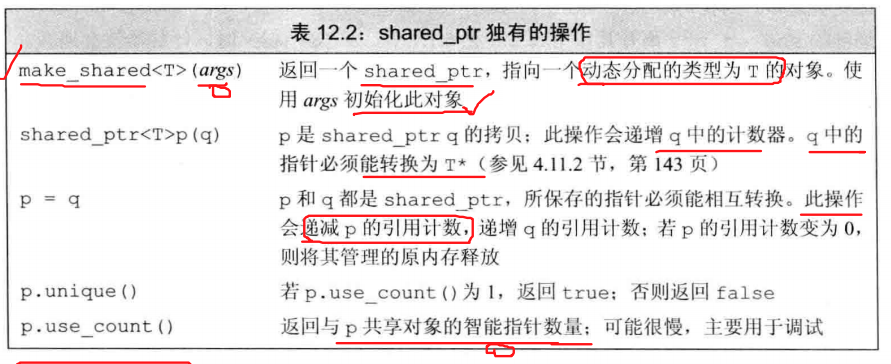 表 12.2：shared_ptr 独有的操作
make_shared<T>(args) 返回一个 shared_ptr，指向一个动态分配的类型为 T 的对象。使
用 args 初始化此对象
shared_ptr<T>p(q) p 是 shared_ptr q 的拷贝；此操作会递增 q 中的计数器。q 中的
指针必须能转换为 T*（参见 4.11.2 节，第 143 页）
p = q p 和 q 都是 shared_ptr，所保存的指针必须能相互转换。此操作
会递减 p 的引用计数，递增 q 的引用计数；若 p 的引用计数变为 0，
则将其管理的原内存释放
p.unique() 若 p.use_count() 为 1，返回 true；否则返回 false
p.use_count() 返回与 p 共享对象的智能指针数量；可能很慢，主要用于调试